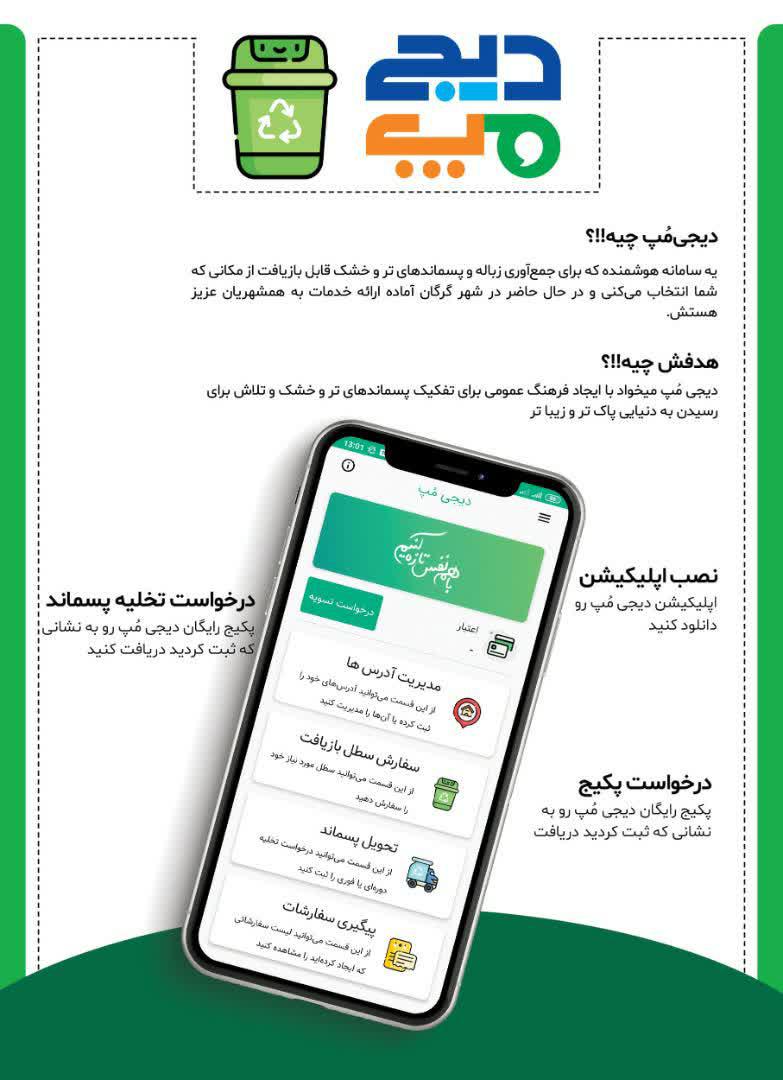 دیجی
مپ
دیجی‌مُپ چیه!!!؟
یه سامانه هوشمنده که برای جمع‌آوری زباله و پسماندهای تر و خشک قابل بازیافت از مکانی که
شما انتخاب می‌کنی و در حال حاضر در شهر گرگان آماده ارائه خدمات به همشهریان عزیز
هستش.
هدفش چیه!!!؟
دیجی مُپ میخواد با ایجاد فرهنگ عمومی برای تفکیک پسماندهای تر و خشک و تلاش برای
رسیدن به دنیایی پاک تر و زیبا تر
نصب اپلیکیشن
اپلیکیشن دیجی مُپ رو
دانلود کنید
درخواست پکیج
پکیج رایگان دیجی مُپ رو به
نشانی که ثبت کردید دریافت
درخواست تخلیه پسماند
پکیج رایگان دیجی مُپ رو به نشانی
که ثبت کردید دریافت کنید
13:01
دیجی مُپ
با هم نفس تازه کنیم
اعتبار
-
درخواست تسویه
مدیریت آدرس ها
از این قسمت می‌توانید آدرس‌های خود را
ثبت کرده یا آن‌ها را مدیریت کنید
سفارش سطل بازیافت
از این قسمت می‌توانید سطل مورد نیاز خود
را سفارش دهید
تحویل پسماند
از این قسمت می‌توانید درخواست تخلیه
دوره‌ای یا فوری را ثبت کنید
پیگیری سفارشات
از این قسمت می‌توانید لیست سفارشاتی
که ایجاد کرده‌اید را مشاهده کنید